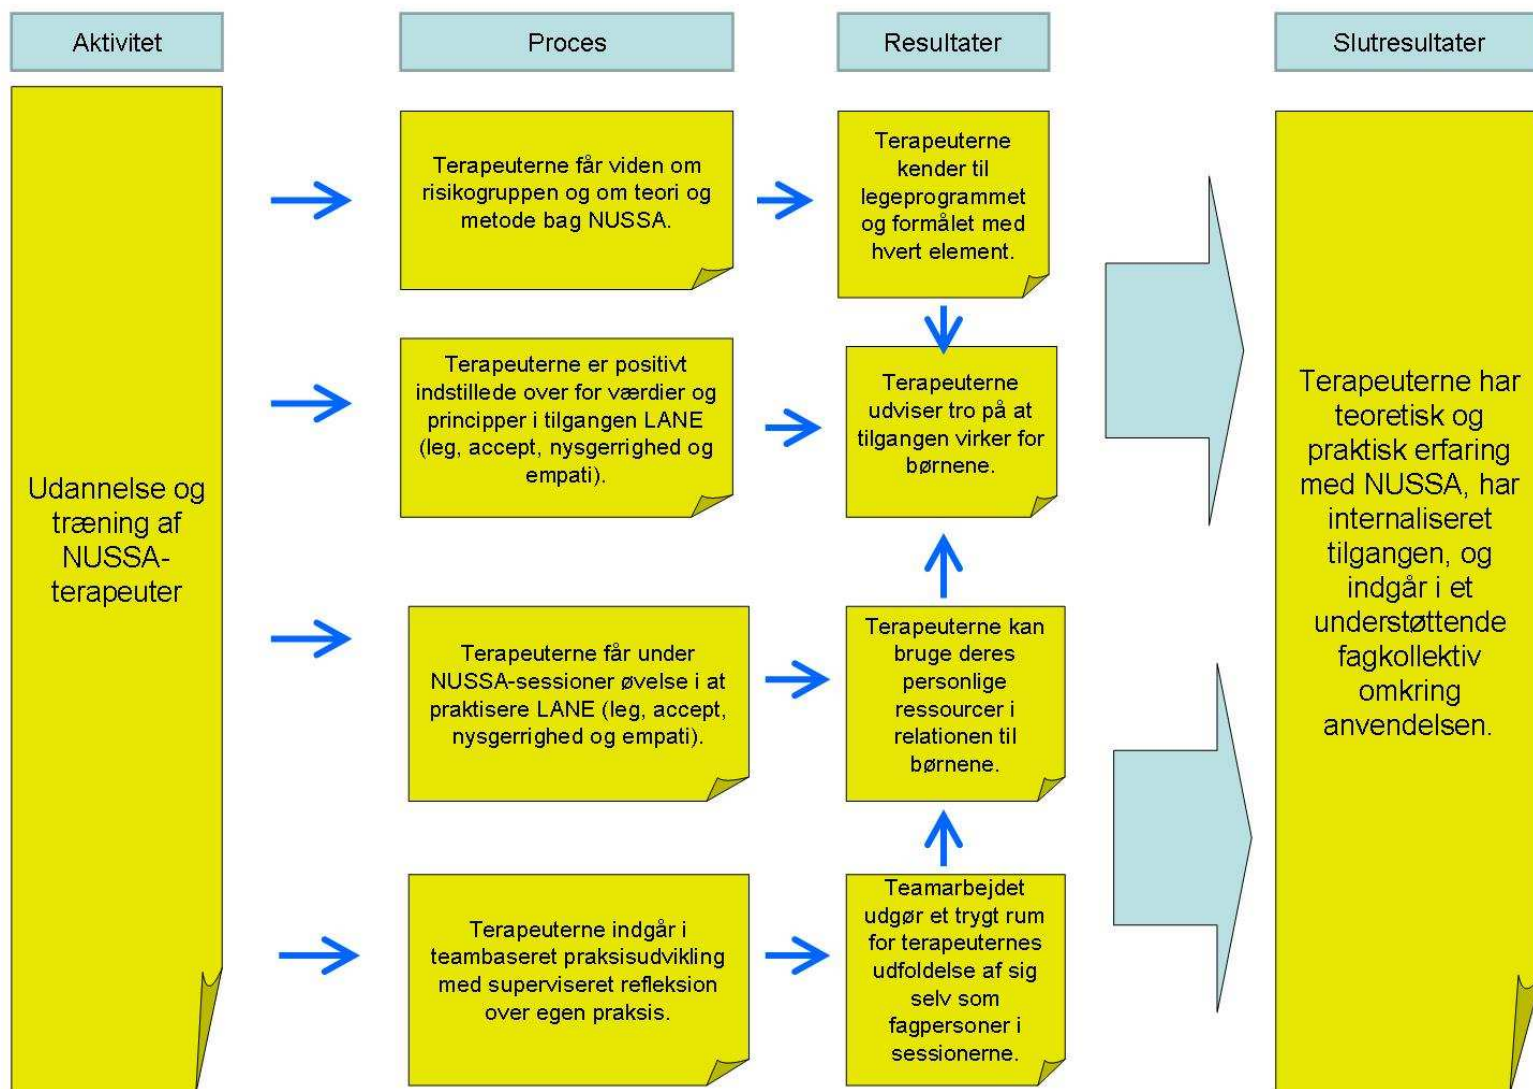 Aktivitet
Proces
Resultater
Slutresultater
Udannelse og
træning af
NUSSA-
terapeuter
Terapeuterne får viden om
risikogruppen og om teori og
metode bag NUSSA.
Terapeuterne er positivt
indstillede over for værdier og
principper i tilgangen LANE
(leg, accept, nysgerrighed og
empati).
Terapeuterne får under
NUSSA-sessioner øvelse i at
praktisere LANE (leg, accept,
nysgerrighed og empati).
Terapeuterne indgår i
teambaseret praksisudvikling
med superviseret refleksion
over egen praksis.
Terapeuterne
kender til
legeprogrammet
og formålet med
hvert element.
Terapeuterne
udviser tro på at
tilgangen virker for
børnene.
Terapeuterne kan
bruge deres
personlige
ressourcer i
relationen til
børnene.
Teamarbejdet
udgør et trygt rum
for terapeuternes
udfoldelse af sig
selv som
fagpersoner i
sessionerne.
Terapeuterne har
teoretisk og
praktisk erfaring
med NUSSA, har
internaliseret
tilgangen, og
indgår i et
understøttende
fagkollektiv
omkring
anvendelsen.